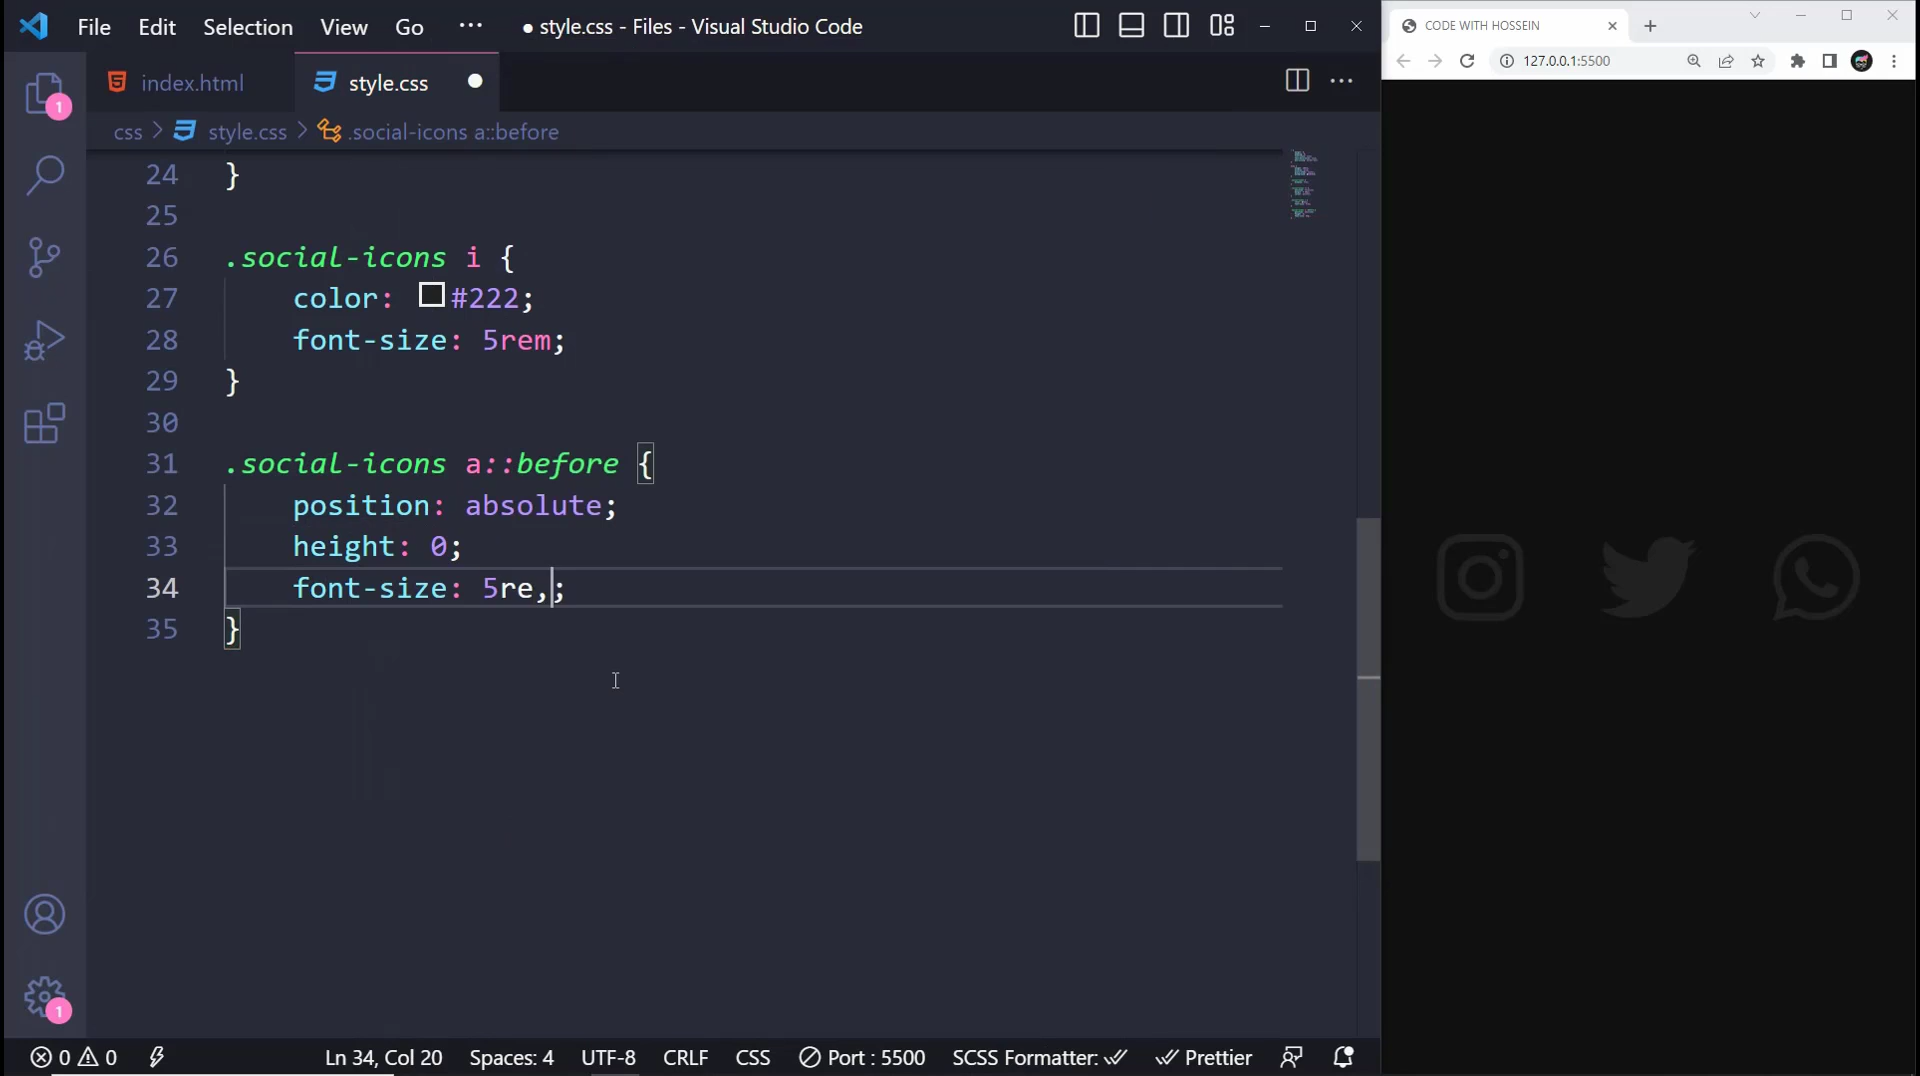 File Edit View Go ··· ● style.css - Files - Visual Studio Code
CODE WITH HOSSEIN
127.0.0.1:5500
index.html
style.css
css > style.css > .social-icons a::before
24 }
25
26 .social-icons i {
27 color: #222;
28 font-size: 5rem;
29 }
30
31 .social-icons a::before {
32 position: absolute;
33 height: 0;
34 font-size: 5re,;
35 }
1
1
0 0 Ln 34, Col 20 Spaces: 4 UTF-8 CRLF CSS Port : 5500 SCSS Formatter: Prettier